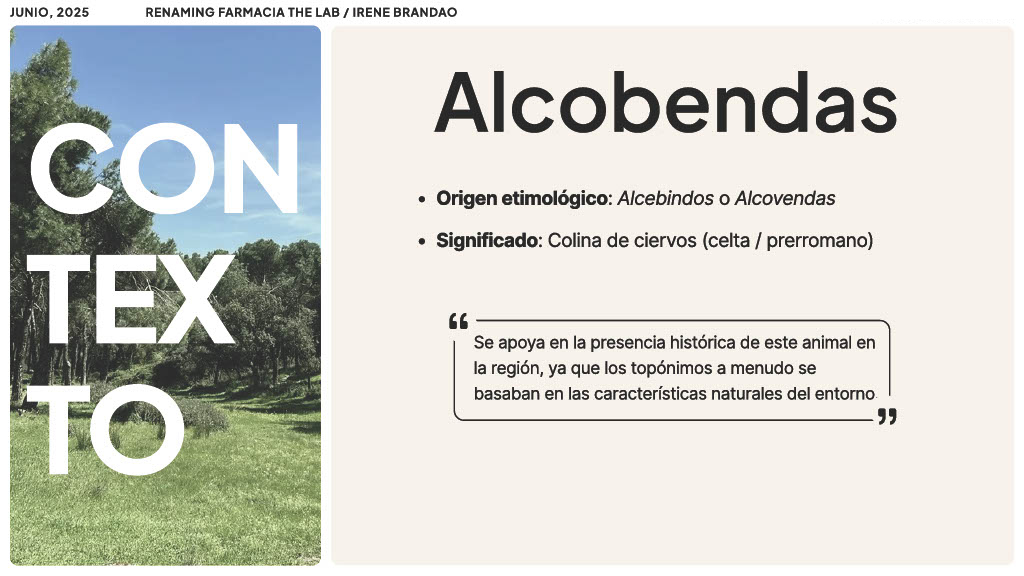 JUNIO, 2025
RENAMING FARMACIA THE LAB / IRENE BRANDAO
CON
TEX
TO
Alcobendas
• Origen etimológico: Alcebindos o Alcovendas
• Significado: Colina de ciervos (celta / prerromano)
“ Se apoya en la presencia histórica de este animal en
la región, ya que los topónimos a menudo se
basaban en las características naturales del entorno ”